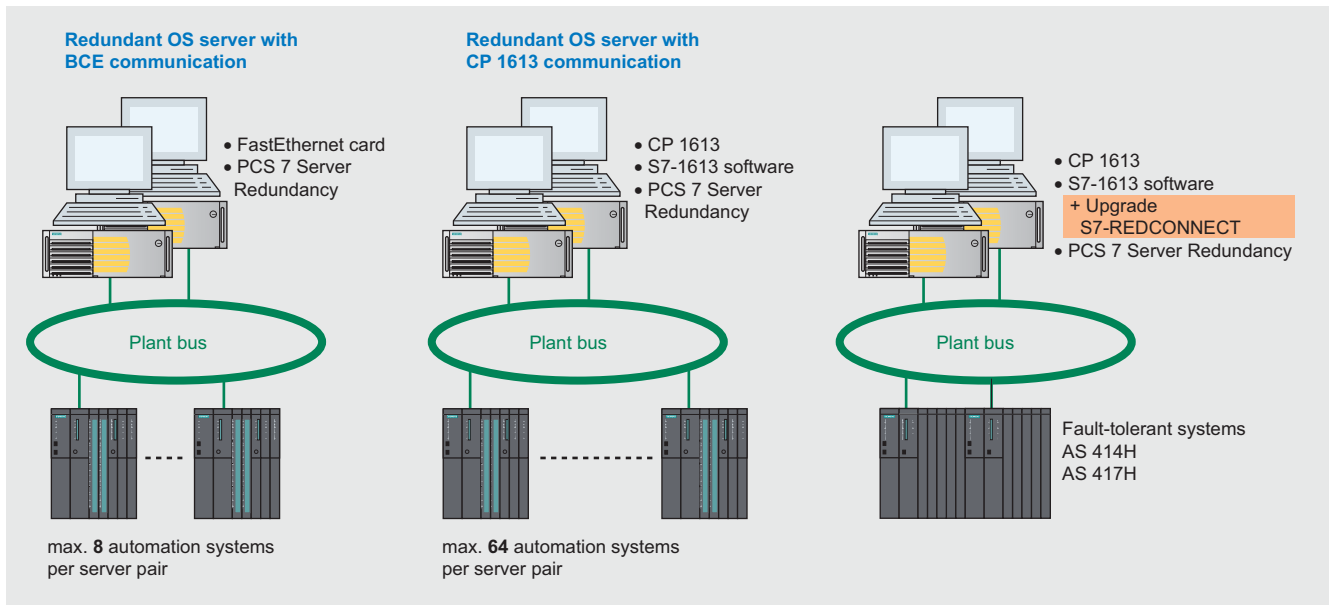 Redundant OS server with
BCE communication
• FastEthernet card
• PCS 7 Server
Redundancy
Plant bus
max. 8 automation systems
per server pair
Redundant OS server with
CP 1613 communication
• CP 1613
• S7-1613 software
• PCS 7 Server
Redundancy
Plant bus
max. 64 automation systems
per server pair
• CP 1613
• S7-1613 software
+ Upgrade
S7-REDCONNECT
• PCS 7 Server Redundancy
Plant bus
Fault-tolerant systems
AS 414H
AS 417H